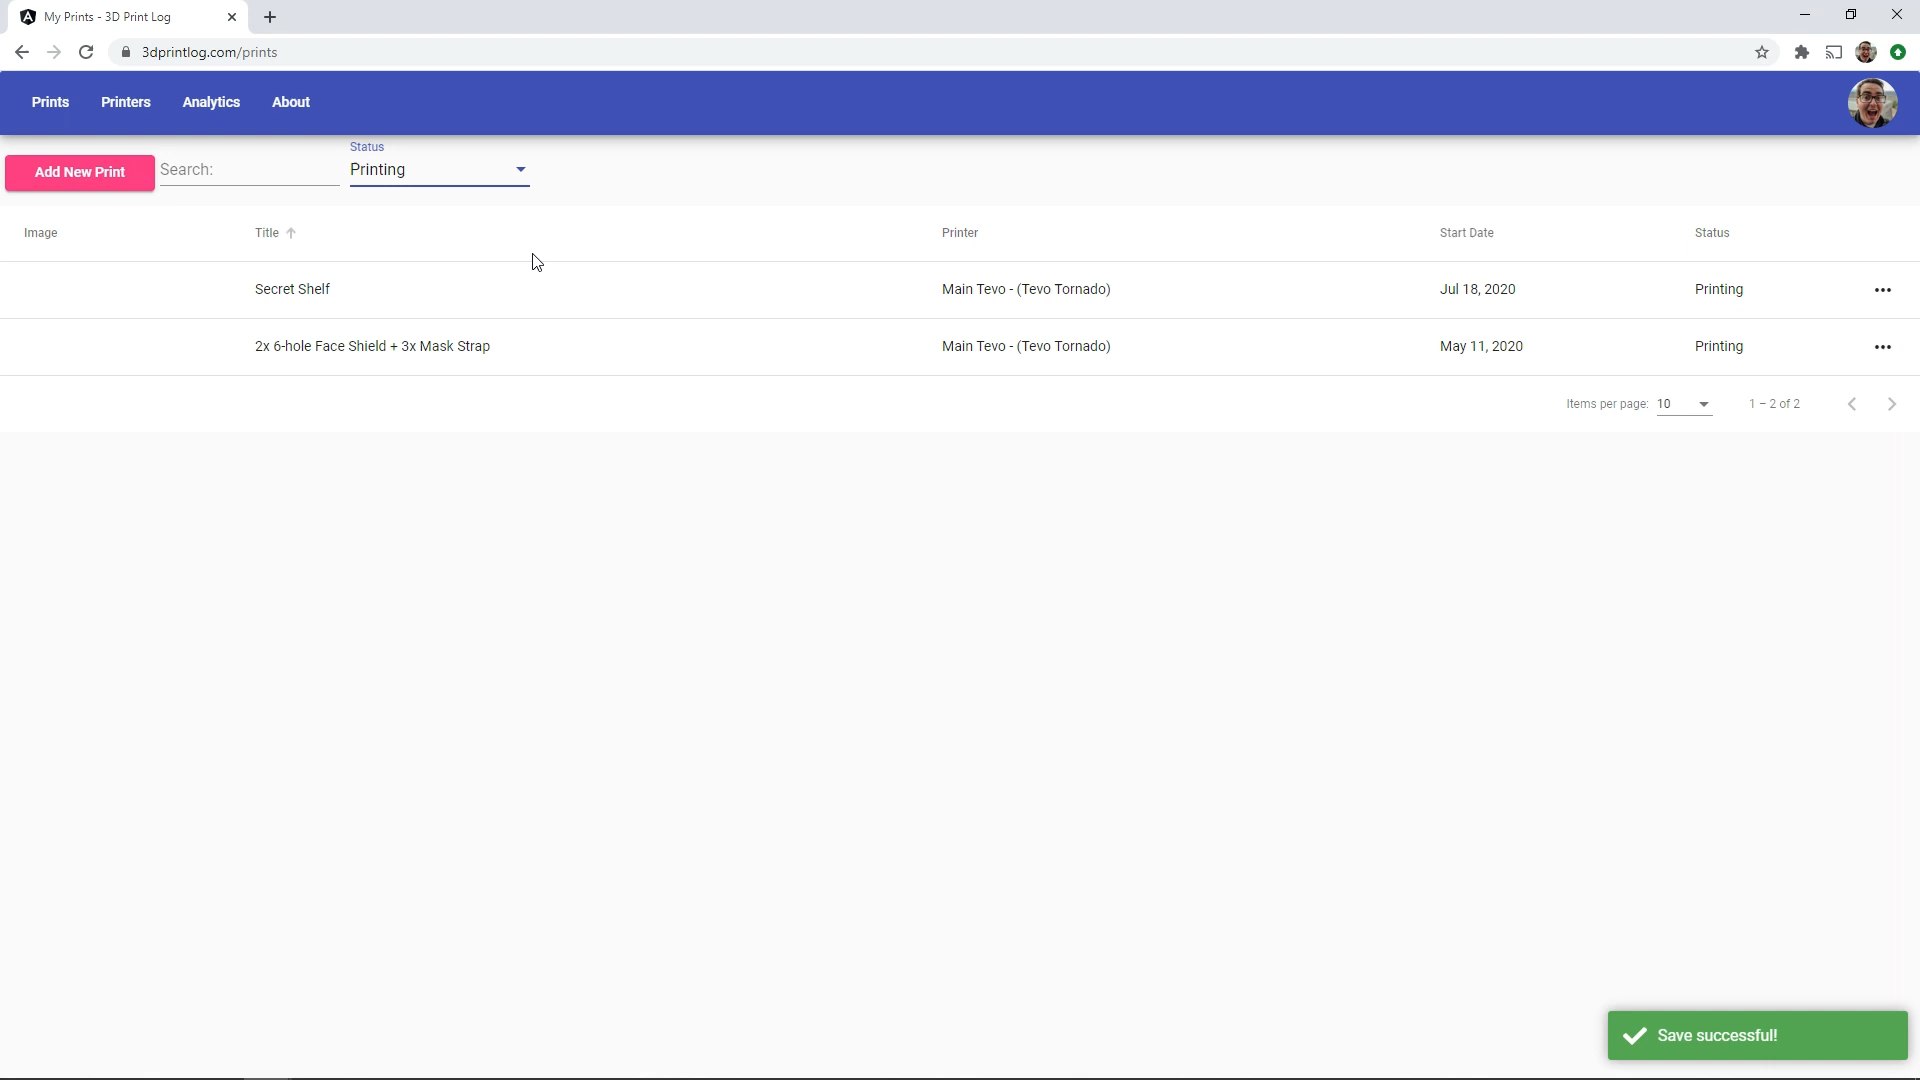 My Prints - 3D Print Log
3dprintlog.com/prints
Prints Printers Analytics About
Status
Add New Print Search: Printing
Image Title Printer Start Date Status
Secret Shelf Main Tevo - (Tevo Tornado) Jul 18, 2020 Printing
2x 6-hole Face Shield + 3x Mask Strap Main Tevo - (Tevo Tornado) May 11, 2020 Printing
Items per page: 10 1 – 2 of 2
Save successful!